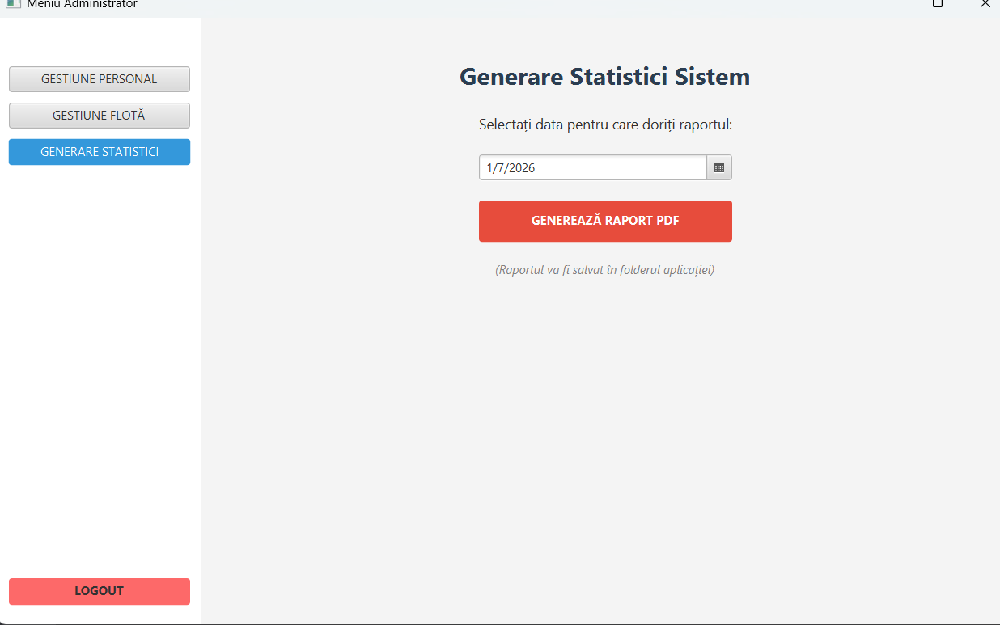 Meniu Administrator
GESTIUNE PERSONAL
GESTIUNE FLOTĂ
GENERARE STATISTICI
LOGOUT
Generare Statistici Sistem
Selectați data pentru care doriți raportul:
1/7/2026
GENEREAZĂ RAPORT PDF
(Raportul va fi salvat în folderul aplicației)